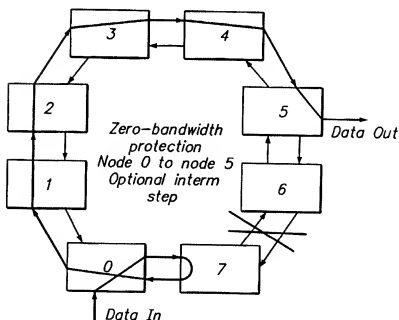 3
4
2
5
Zero-bandwidth
protection
Node 0 to node 5
Optional interm
step
Data Out
1
6
0
7
Data In